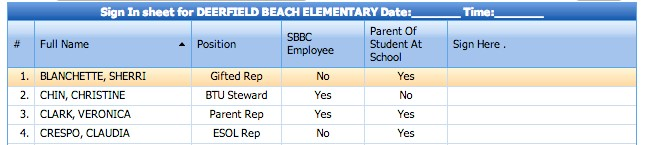 Sign In sheet for DEERFIELD BEACH ELEMENTARY Date:_______ Time:_______
# Full Name ▲ Position SBBC Employee Parent Of Student At School Sign Here .
1. BLANCHETTE, SHERRI Gifted Rep No Yes
2. CHIN, CHRISTINE BTU Steward Yes No
3. CLARK, VERONICA Parent Rep Yes Yes
4. CRESPO, CLAUDIA ESOL Rep No Yes